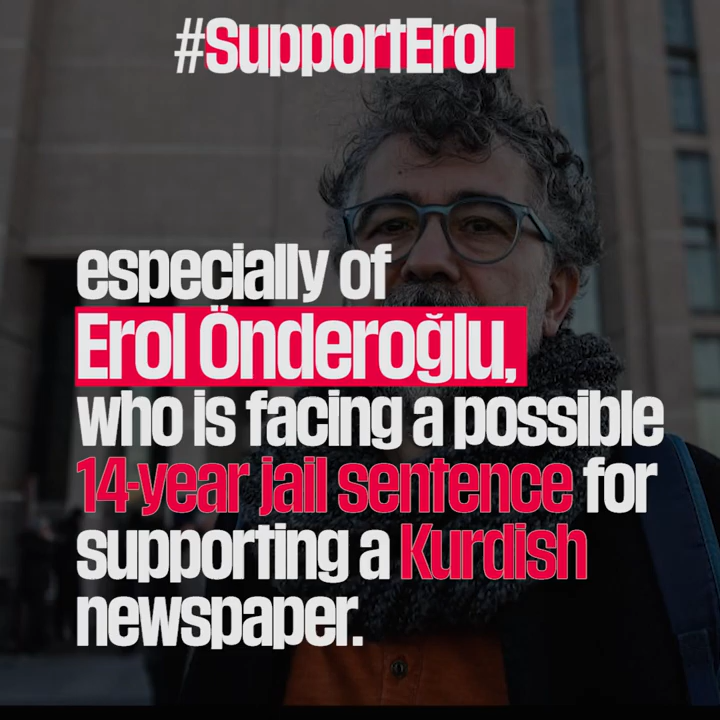 #SupportErol
especially of
Erol Önderoğlu,
who is facing a possible
14-year jail sentence for
supporting a Kurdish
newspaper.